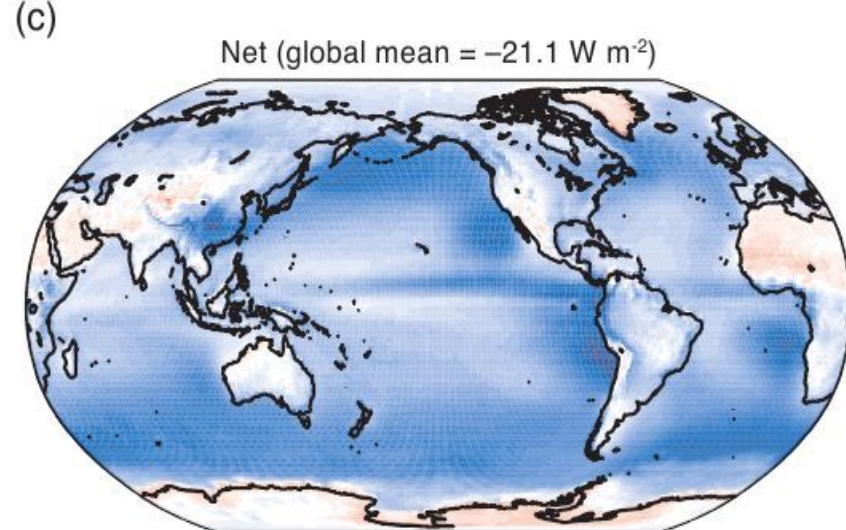 (c)
Net (global mean = –21.1 W m-2)